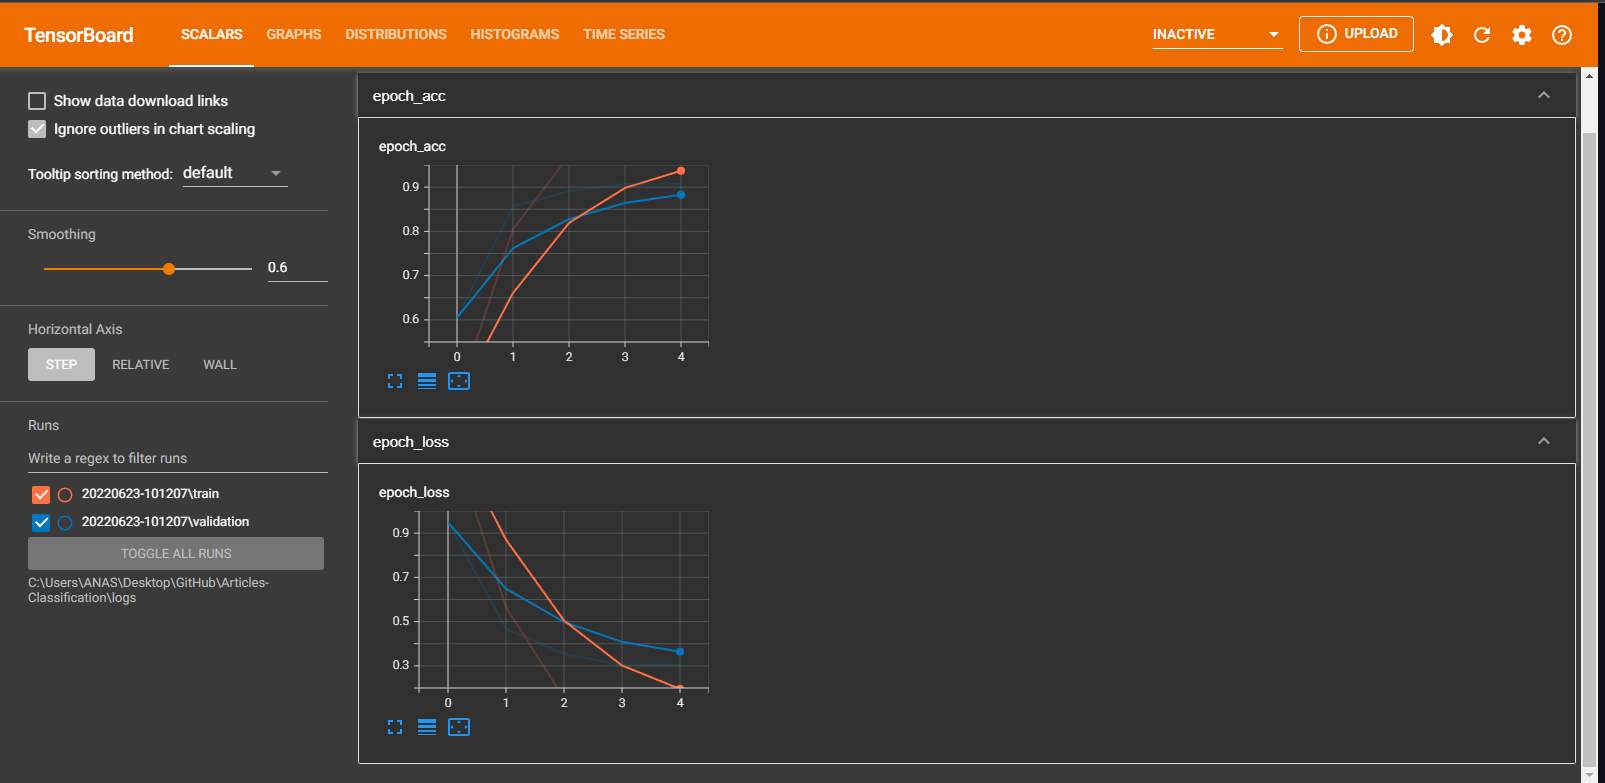 TensorBoard
SCALARS GRAPHS DISTRIBUTIONS HISTOGRAMS TIME SERIES
INACTIVE
UPLOAD
Show data download links
Ignore outliers in chart scaling
Tooltip sorting method: default
Smoothing
0.6
Horizontal Axis
STEP RELATIVE WALL
Runs
Write a regex to filter runs
20220623-101207\train
20220623-101207\validation
TOGGLE ALL RUNS
C:\Users\ANAS\Desktop\GitHub\Articles-
Classification\logs
epoch_acc
epoch_acc
0.9
0.8
0.7
0.6
0 1 2 3 4
epoch_loss
epoch_loss
0.9
0.7
0.5
0.3
0 1 2 3 4